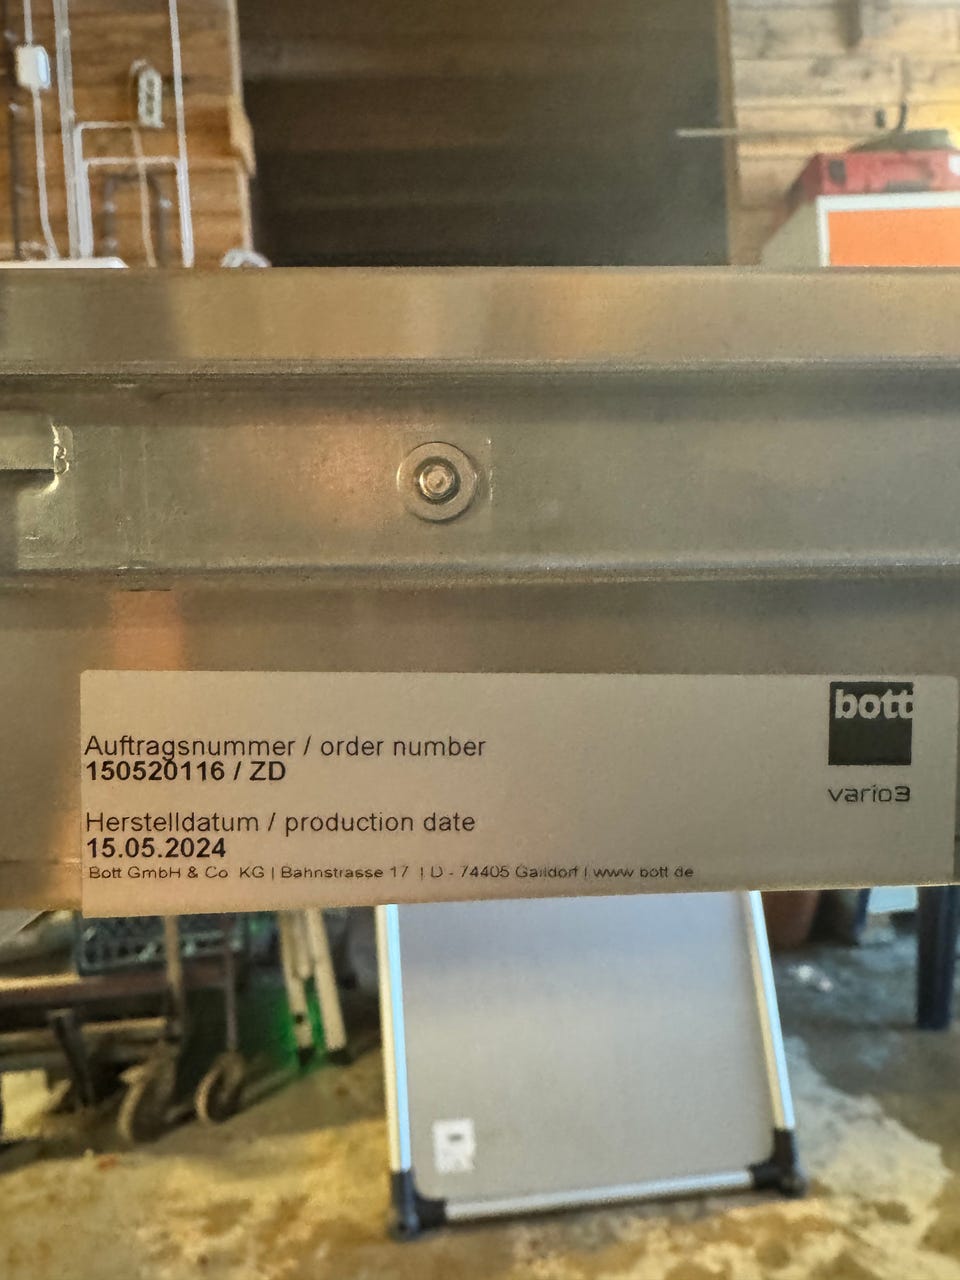 bott
vario3
Auftragsnummer / order number
150520116 / ZD
Herstelldatum / production date
15.05.2024
Bott GmbH & Co KG | Bahnstrasse 17 | D - 74405 Gaildorf | www bott de